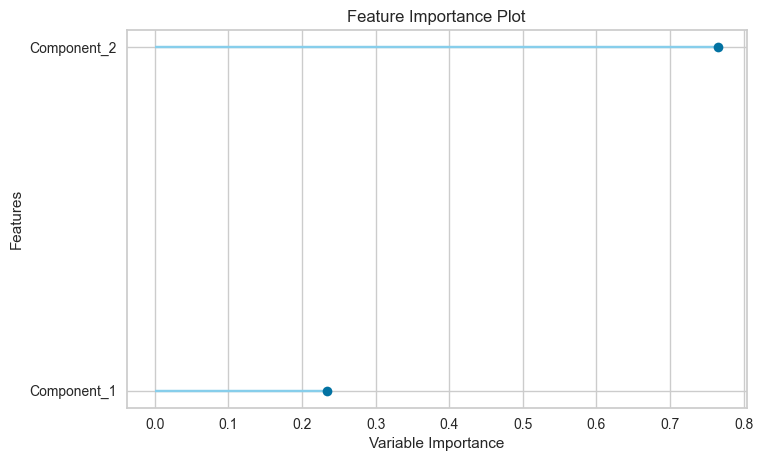 Feature Importance Plot
Component_2
Features
Component_1
0.0 0.1 0.2 0.3 0.4 0.5 0.6 0.7 0.8
Variable Importance